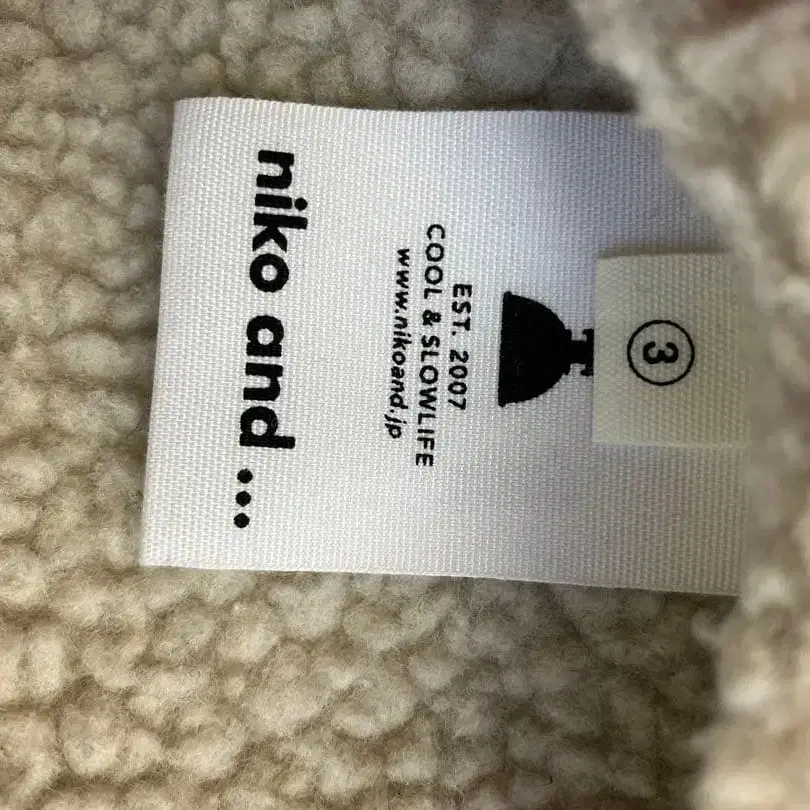 ③
EST. 2007
COOL & SLOWLIFE
www.nikoand.jp
niko and ...